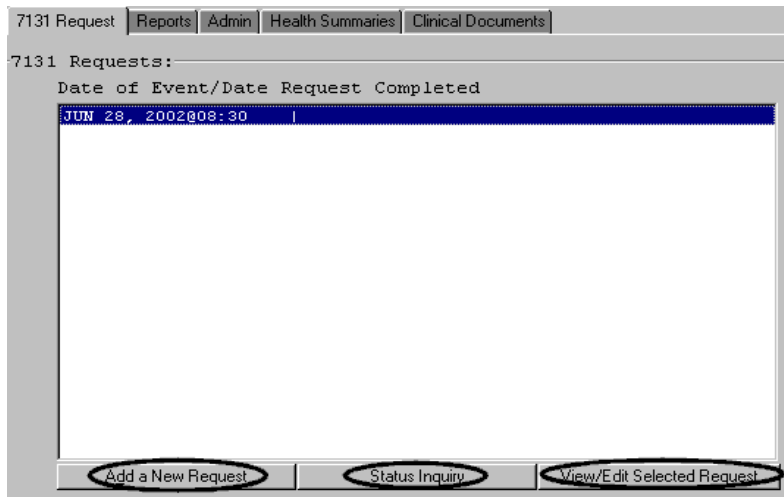 7131 Request Reports Admin Health Summaries Clinical Documents
7131 Requests:
Date of Event/Date Request Completed
JUN 28, 2002@08:30 |
Add a New Request Status Inquiry View/Edit Selected Request